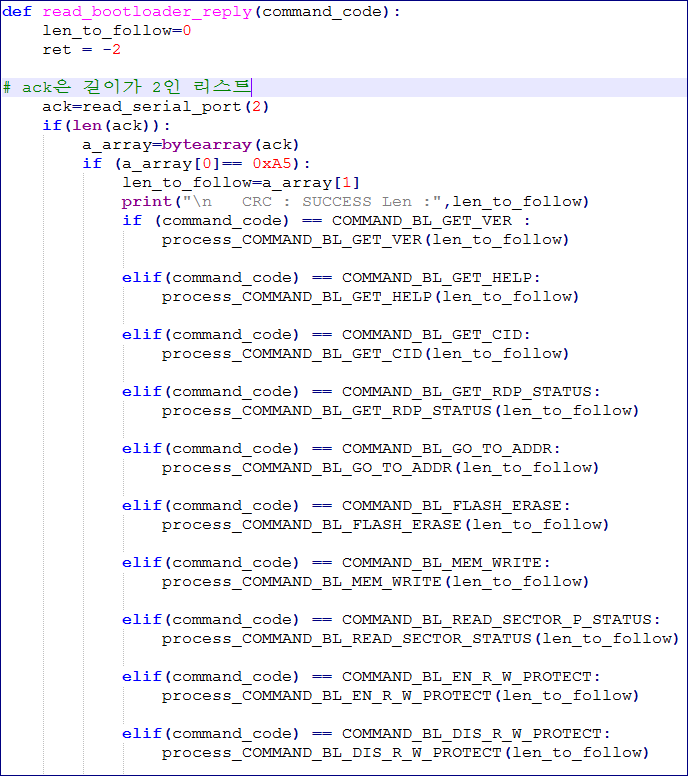 def read_bootloader_reply(command_code):
    len_to_follow=0
    ret = -2
# ack은 길이가 2인 리스트
    ack=read_serial_port(2)
    if(len(ack)):
        a_array=bytearray(ack)
        if (a_array[0]== 0xA5):
            len_to_follow=a_array[1]
            print("\n   CRC : SUCCESS Len :",len_to_follow)
            if (command_code) == COMMAND_BL_GET_VER :
                process_COMMAND_BL_GET_VER(len_to_follow)
            elif(command_code) == COMMAND_BL_GET_HELP:
                process_COMMAND_BL_GET_HELP(len_to_follow)
            elif(command_code) == COMMAND_BL_GET_CID:
                process_COMMAND_BL_GET_CID(len_to_follow)
            elif(command_code) == COMMAND_BL_GET_RDP_STATUS:
                process_COMMAND_BL_GET_RDP_STATUS(len_to_follow)
            elif(command_code) == COMMAND_BL_GO_TO_ADDR:
                process_COMMAND_BL_GO_TO_ADDR(len_to_follow)
            elif(command_code) == COMMAND_BL_FLASH_ERASE:
                process_COMMAND_BL_FLASH_ERASE(len_to_follow)
            elif(command_code) == COMMAND_BL_MEM_WRITE:
                process_COMMAND_BL_MEM_WRITE(len_to_follow)
            elif(command_code) == COMMAND_BL_READ_SECTOR_P_STATUS:
                process_COMMAND_BL_READ_SECTOR_STATUS(len_to_follow)
            elif(command_code) == COMMAND_BL_EN_R_W_PROTECT:
                process_COMMAND_BL_EN_R_W_PROTECT(len_to_follow)
            elif(command_code) == COMMAND_BL_DIS_R_W_PROTECT:
                process_COMMAND_BL_DIS_R_W_PROTECT(len_to_follow)